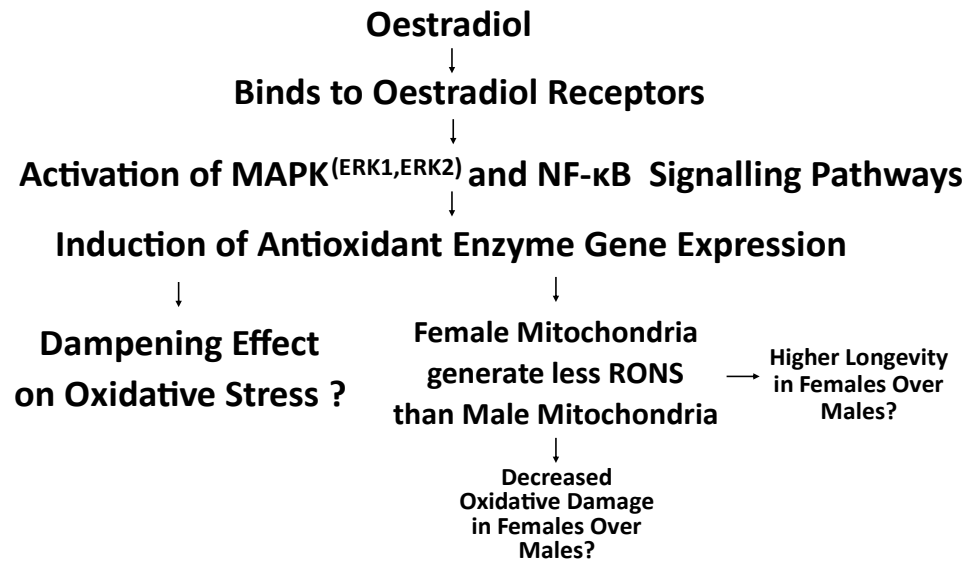 Oestradiol
Binds to Oestradiol Receptors
Activation of MAPK(ERK1,ERK2) and NF-κB Signalling Pathways
Induction of Antioxidant Enzyme Gene Expression
Dampening Effect
on Oxidative Stress ?
Female Mitochondria
generate less RONS
than Male Mitochondria
Higher Longevity
in Females Over
Males?
Decreased
Oxidative Damage
in Females Over
Males?